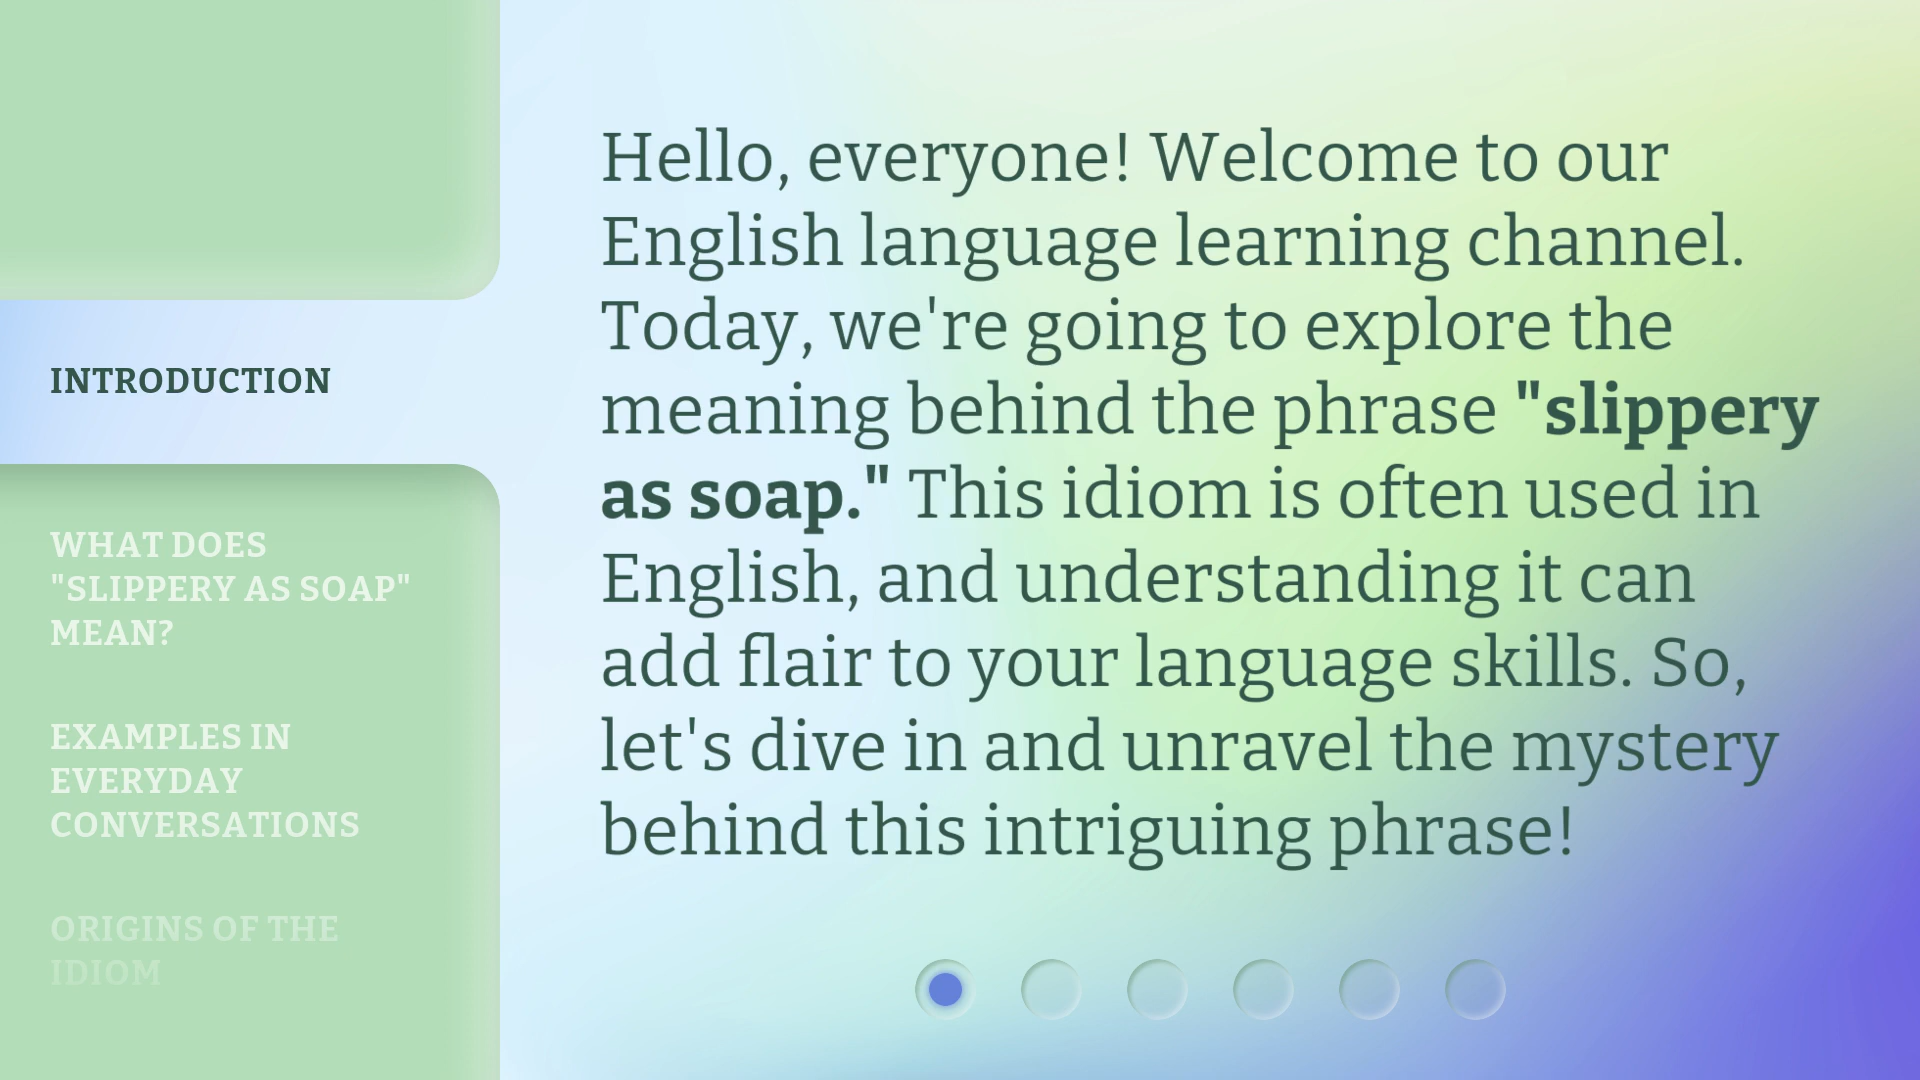 INTRODUCTION
WHAT DOES
"SLIPPERY AS SOAP"
MEAN?
EXAMPLES IN
EVERYDAY
CONVERSATIONS
ORIGINS OF THE
IDIOM
Hello, everyone! Welcome to our
English language learning channel.
Today, we're going to explore the
meaning behind the phrase "slippery
as soap." This idiom is often used in
English, and understanding it can
add flair to your language skills. So,
let's dive in and unravel the mystery
behind this intriguing phrase!